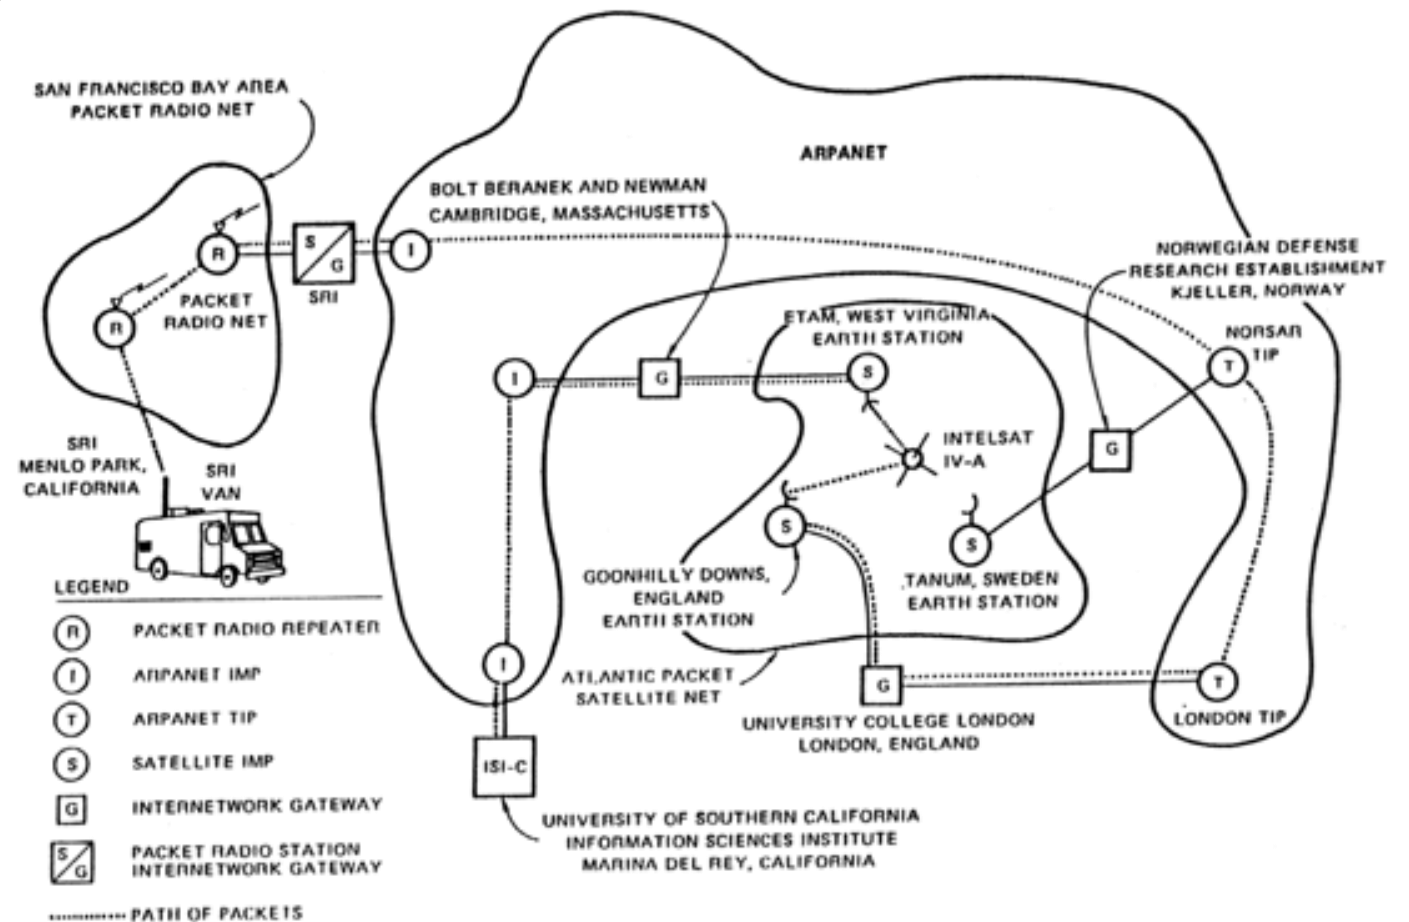 SAN FRANCISCO BAY AREA
PACKET RADIO NET
ARPANET
BOLT BERANEK AND NEWMAN
CAMBRIDGE, MASSACHUSETTS
NORWEGIAN DEFENSE
RESEARCH ESTABLISHMENT
KJELLER, NORWAY
R
S
G
SRI
I
PACKET
RADIO NET
R
ETAM, WEST VIRGINIA
EARTH STATION
NORSAR
TIP
T
I
G
S
INTELSAT
IV-A
G
SRI
MENLO PARK,
CALIFORNIA
SRI
VAN
S
S
GOONHILLY DOWNS,
ENGLAND
EARTH STATION
TANUM, SWEDEN
EARTH STATION
I
ATLANTIC PACKET
SATELLITE NET
G
T
LONDON TIP
UNIVERSITY COLLEGE LONDON
LONDON, ENGLAND
ISI-C
UNIVERSITY OF SOUTHERN CALIFORNIA
INFORMATION SCIENCES INSTITUTE
MARINA DEL REY, CALIFORNIA
LEGEND
R PACKET RADIO REPEATER
I ARPANET IMP
T ARPANET TIP
S SATELLITE IMP
G INTERNETWORK GATEWAY
S/G PACKET RADIO STATION
INTERNETWORK GATEWAY
PATH OF PACKETS